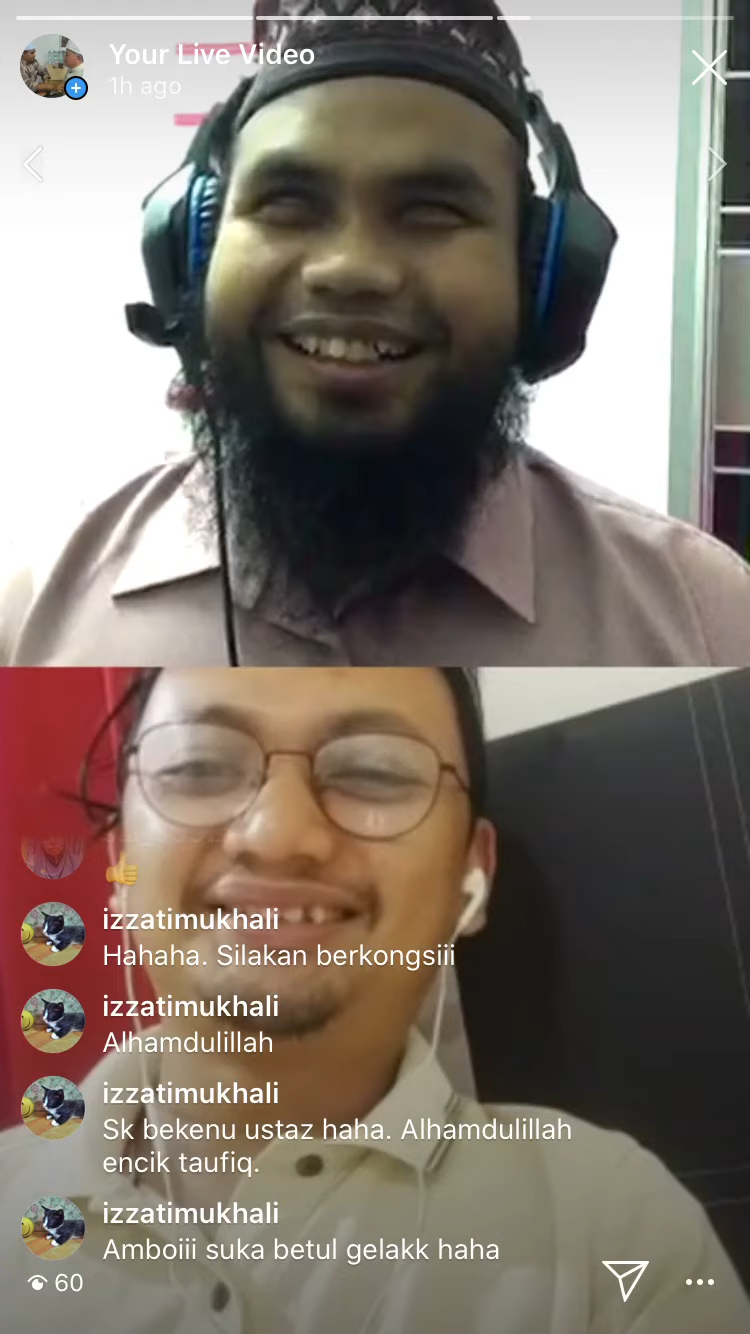 Your Live Video
1h ago
izzatimukhali
Hahaha. Silakan berkongsiii
izzatimukhali
Alhamdulillah
izzatimukhali
Sk bekenu ustaz haha. Alhamdulillah
encik taufiq.
izzatimukhali
Amboiii suka betul gelakk haha
60